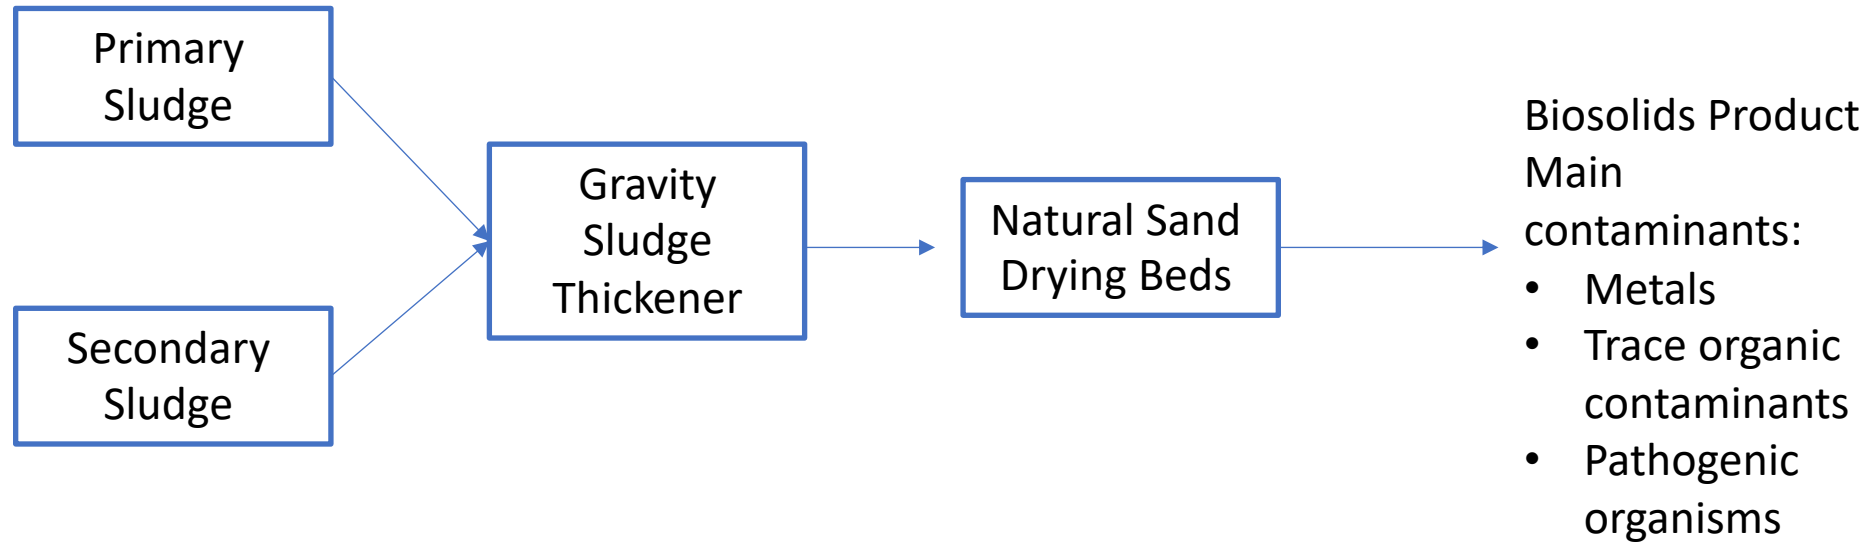 Primary
Sludge
Secondary
Sludge
Gravity
Sludge
Thickener
Natural Sand
Drying Beds
Biosolids Product
Main
contaminants:
• Metals
• Trace organic
contaminants
• Pathogenic
organisms